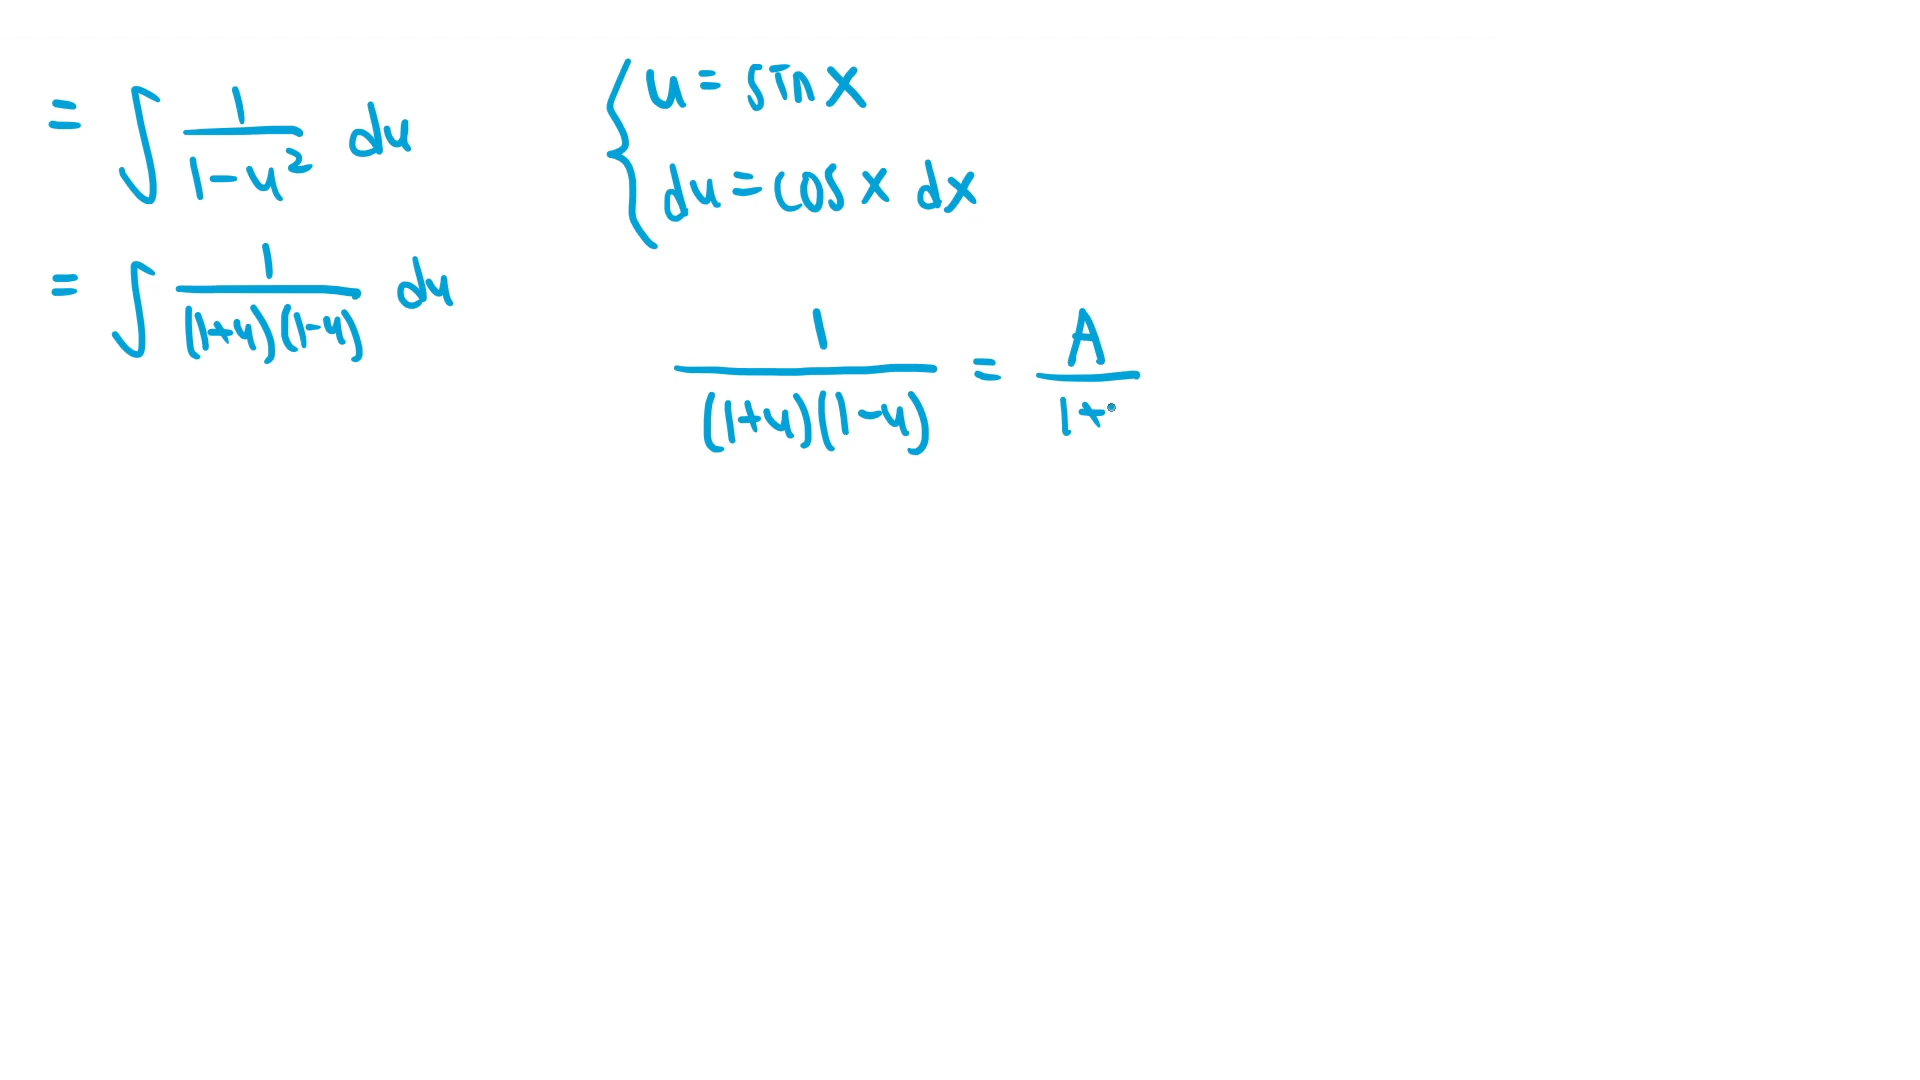 = ∫ 1/(1-u²) du
{ u = sin x
du = cos x dx
= ∫ 1/((1+u)(1-u)) du
1/((1+u)(1-u)) = A/(1+